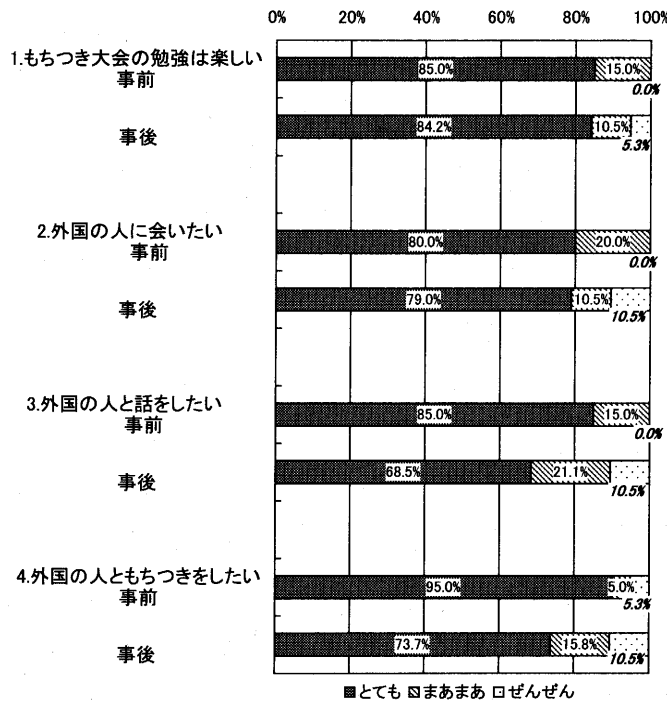 0% 20% 40% 60% 80% 100%
1.もちつき大会の勉強は楽しい
事前
85.0% 15.0%
0.0%
事後
84.2% 10.5%
5.3%
2.外国の人に会いたい
事前
80.0% 20.0%
0.0%
事後
79.0% 10.5%
10.5%
3.外国の人と話をしたい
事前
85.0% 15.0%
0.0%
事後
68.5% 21.1%
10.5%
4.外国の人ともちつきをしたい
事前
95.0% 5.0%
5.3%
事後
73.7% 15.8%
10.5%
とても まあまあ ぜんぜん